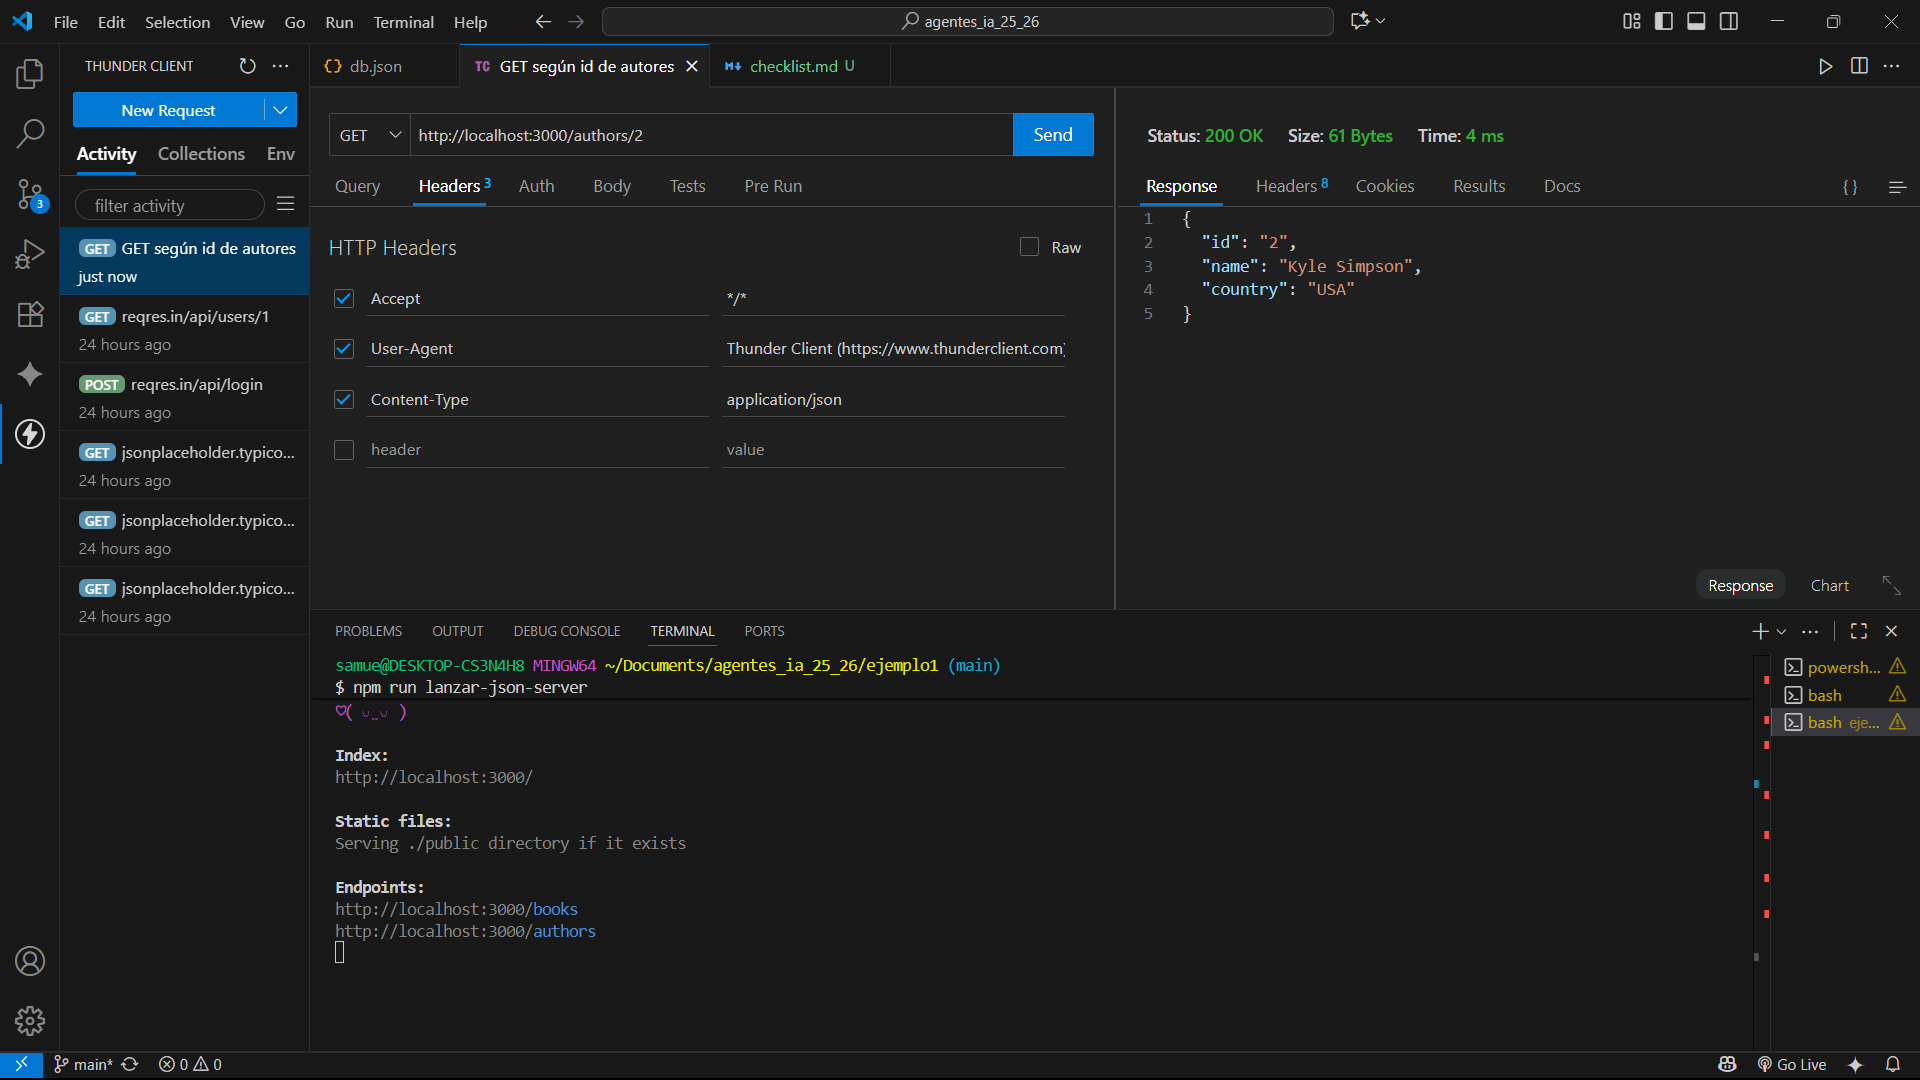 File Edit Selection View Go Run Terminal Help
agentes_ia_25_26
THUNDER CLIENT
New Request
Activity Collections Env
filter activity
GET GET según id de autores
just now
GET reqres.in/api/users/1
24 hours ago
POST reqres.in/api/login
24 hours ago
GET jsonplaceholder.typico...
24 hours ago
GET jsonplaceholder.typico...
24 hours ago
GET jsonplaceholder.typico...
24 hours ago
{} db.json
TC GET según id de autores
M↓ checklist.md U
GET http://localhost:3000/authors/2 Send
Query Headers 3 Auth Body Tests Pre Run
HTTP Headers Raw
Accept */*
User-Agent Thunder Client (https://www.thunderclient.com)
Content-Type application/json
header value
Status: 200 OK Size: 61 Bytes Time: 4 ms
Response Headers 8 Cookies Results Docs {}
1 {
2 "id": "2",
3 "name": "Kyle Simpson",
4 "country": "USA"
5 }
Response Chart
PROBLEMS OUTPUT DEBUG CONSOLE TERMINAL PORTS
samue@DESKTOP-CS3N4H8 MINGW64 ~/Documents/agentes_ia_25_26/ejemplo1 (main)
$ npm run lanzar-json-server
♡( ◡‿◡ )
Index:
http://localhost:3000/
Static files:
Serving ./public directory if it exists
Endpoints:
http://localhost:3000/books
http://localhost:3000/authors
powersh...
bash
bash eje...
3
main* 0 0
Go Live